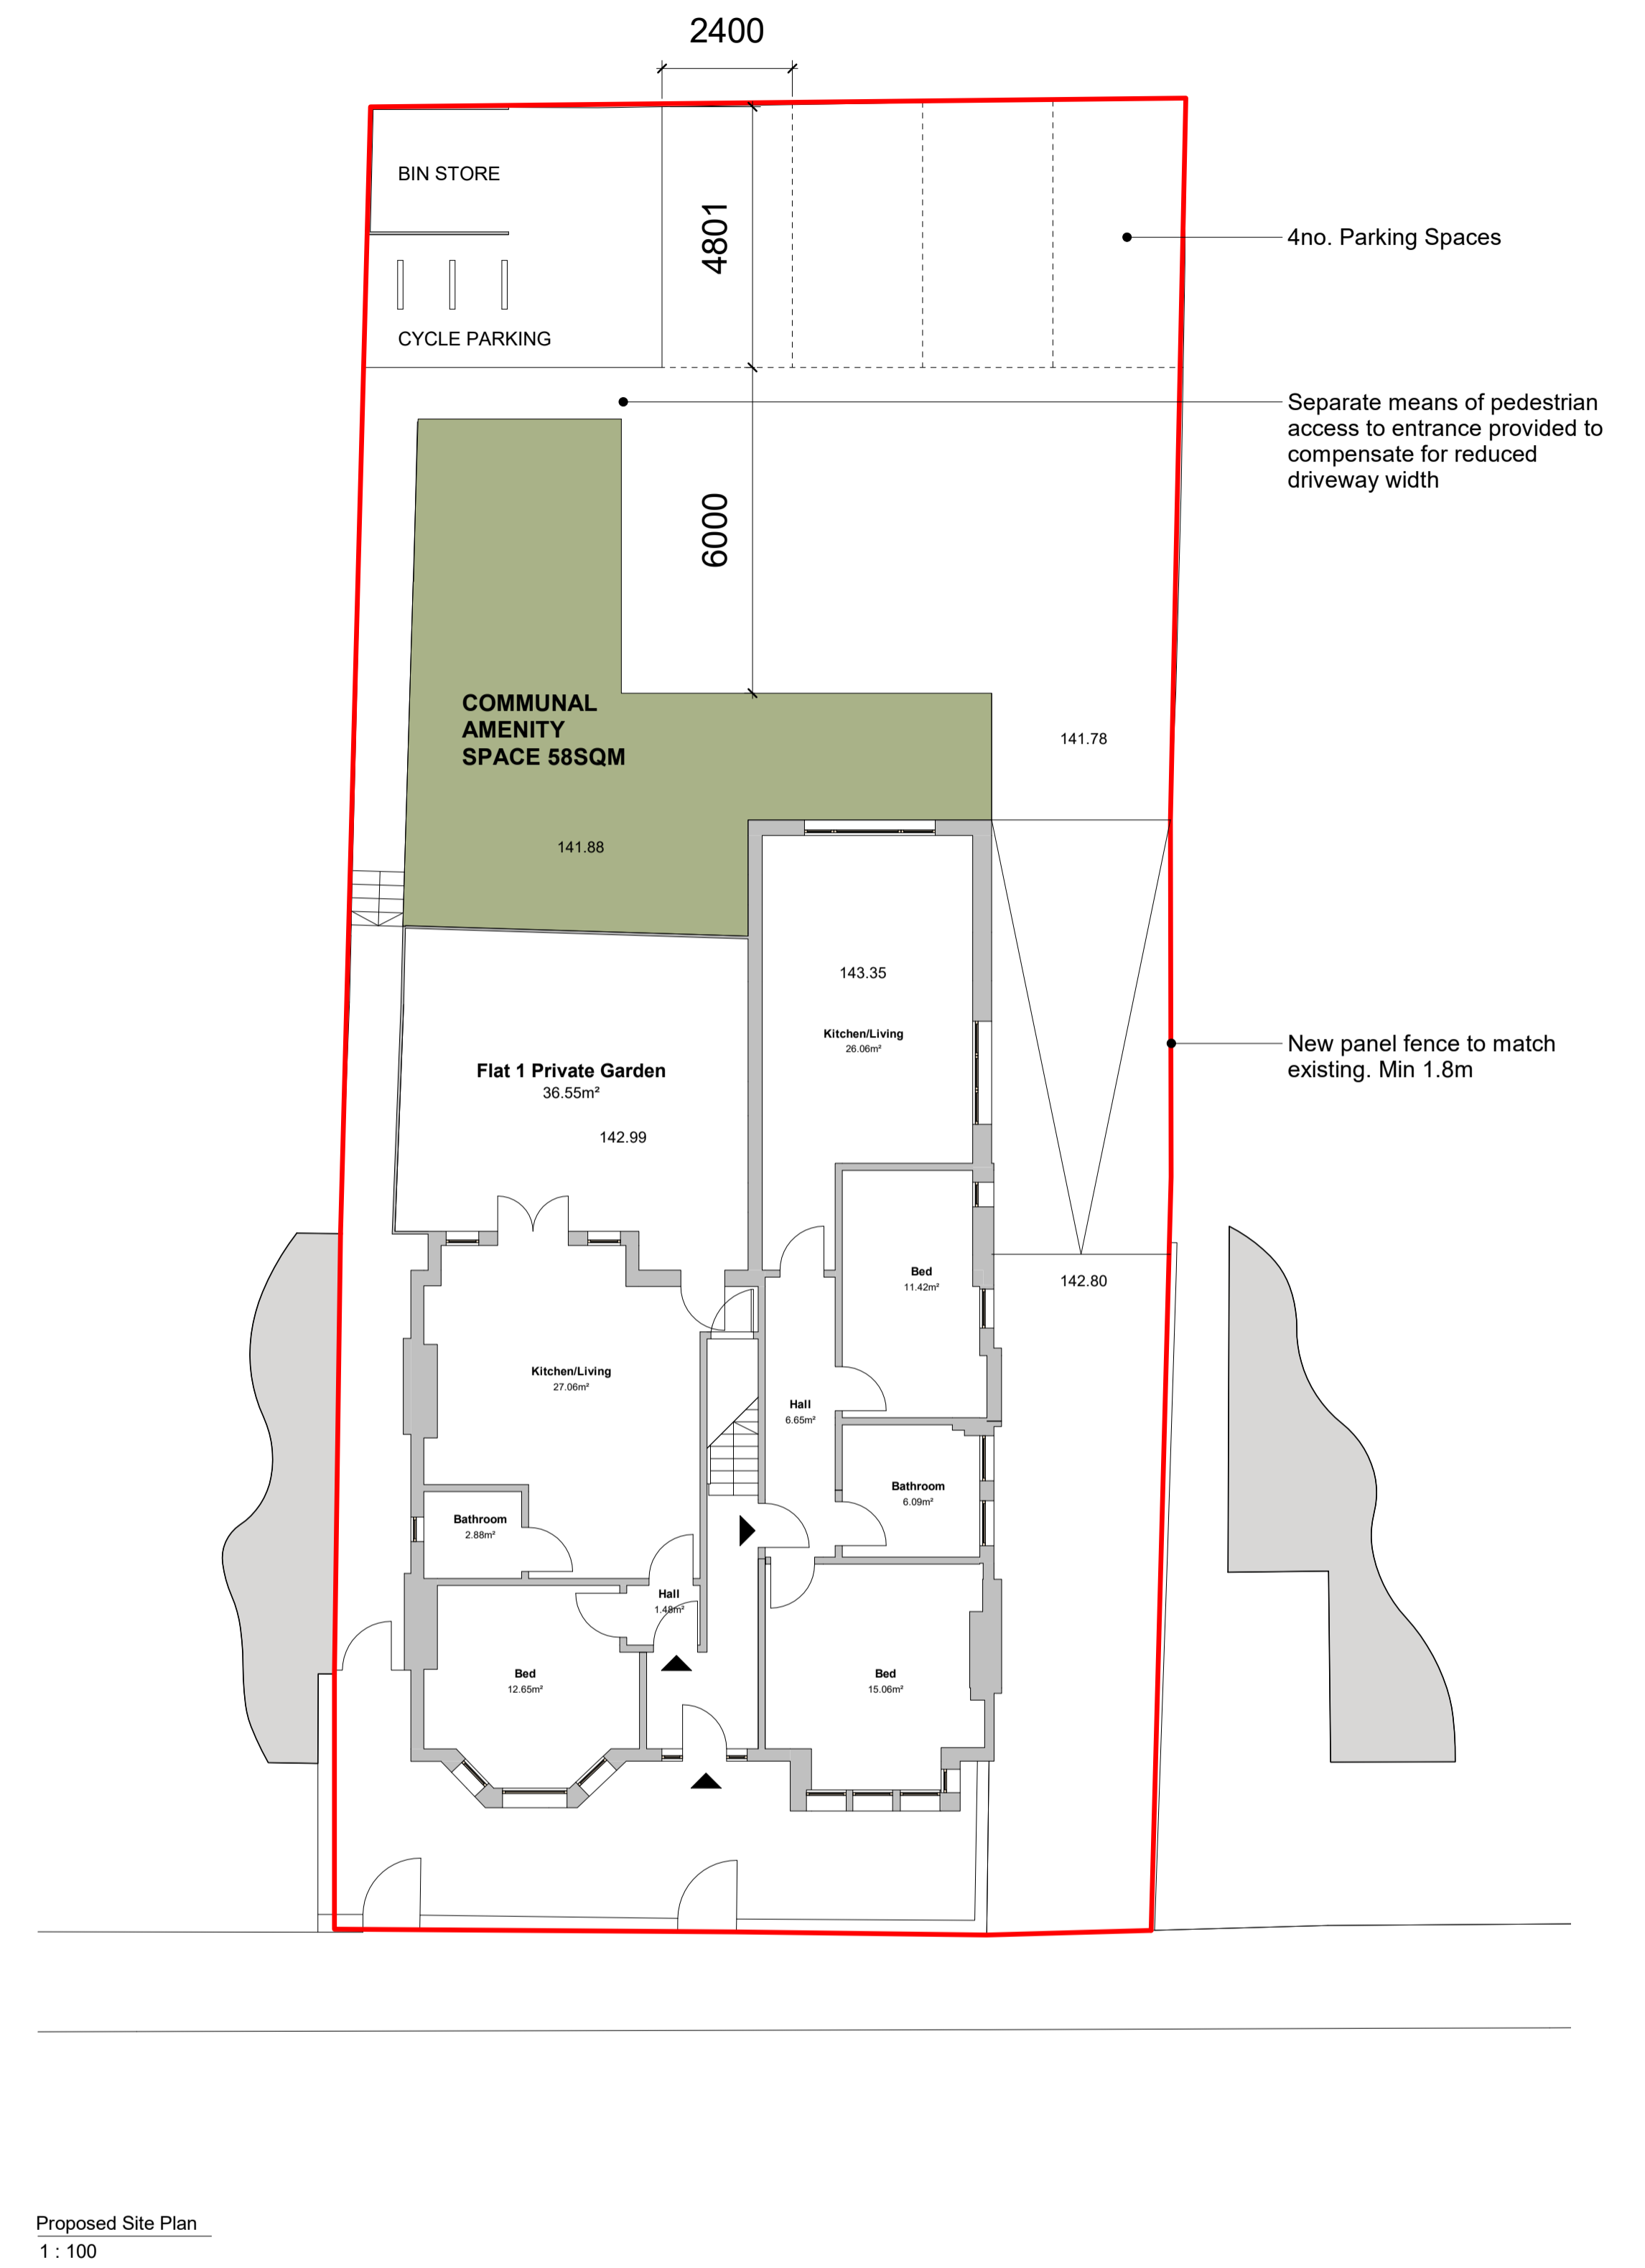 2400
BIN STORE
4801
4no. Parking Spaces
CYCLE PARKING
Separate means of pedestrian
access to entrance provided to
compensate for reduced
driveway width
6000
COMMUNAL
AMENITY
SPACE 58SQM
141.78
141.88
143.35
Kitchen/Living
26.06m²
New panel fence to match
existing. Min 1.8m
Flat 1 Private Garden
36.55m²
142.99
Bed
11.42m²
142.80
Kitchen/Living
27.06m²
Hall
6.65m²
Bathroom
6.09m²
Bathroom
2.88m²
Hall
1.48m²
Bed
12.65m²
Bed
15.06m²
Proposed Site Plan
1 : 100